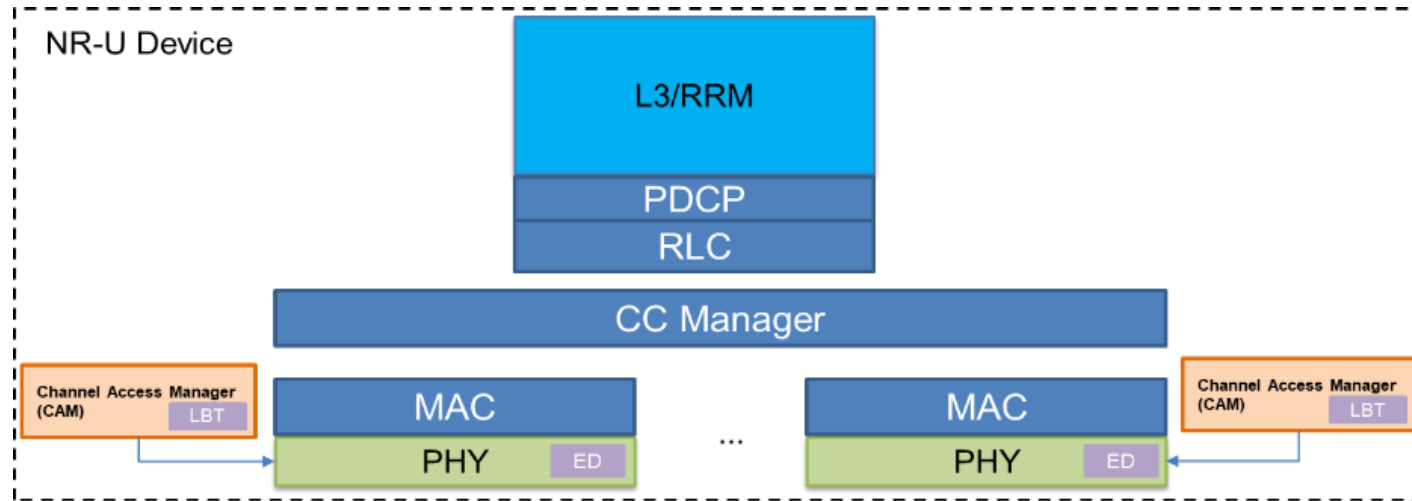 NR-U Device
L3/RRM
PDCP
RLC
CC Manager
Channel Access Manager
(CAM)
LBT
MAC
PHY
ED
...
MAC
PHY
ED
Channel Access Manager
(CAM)
LBT